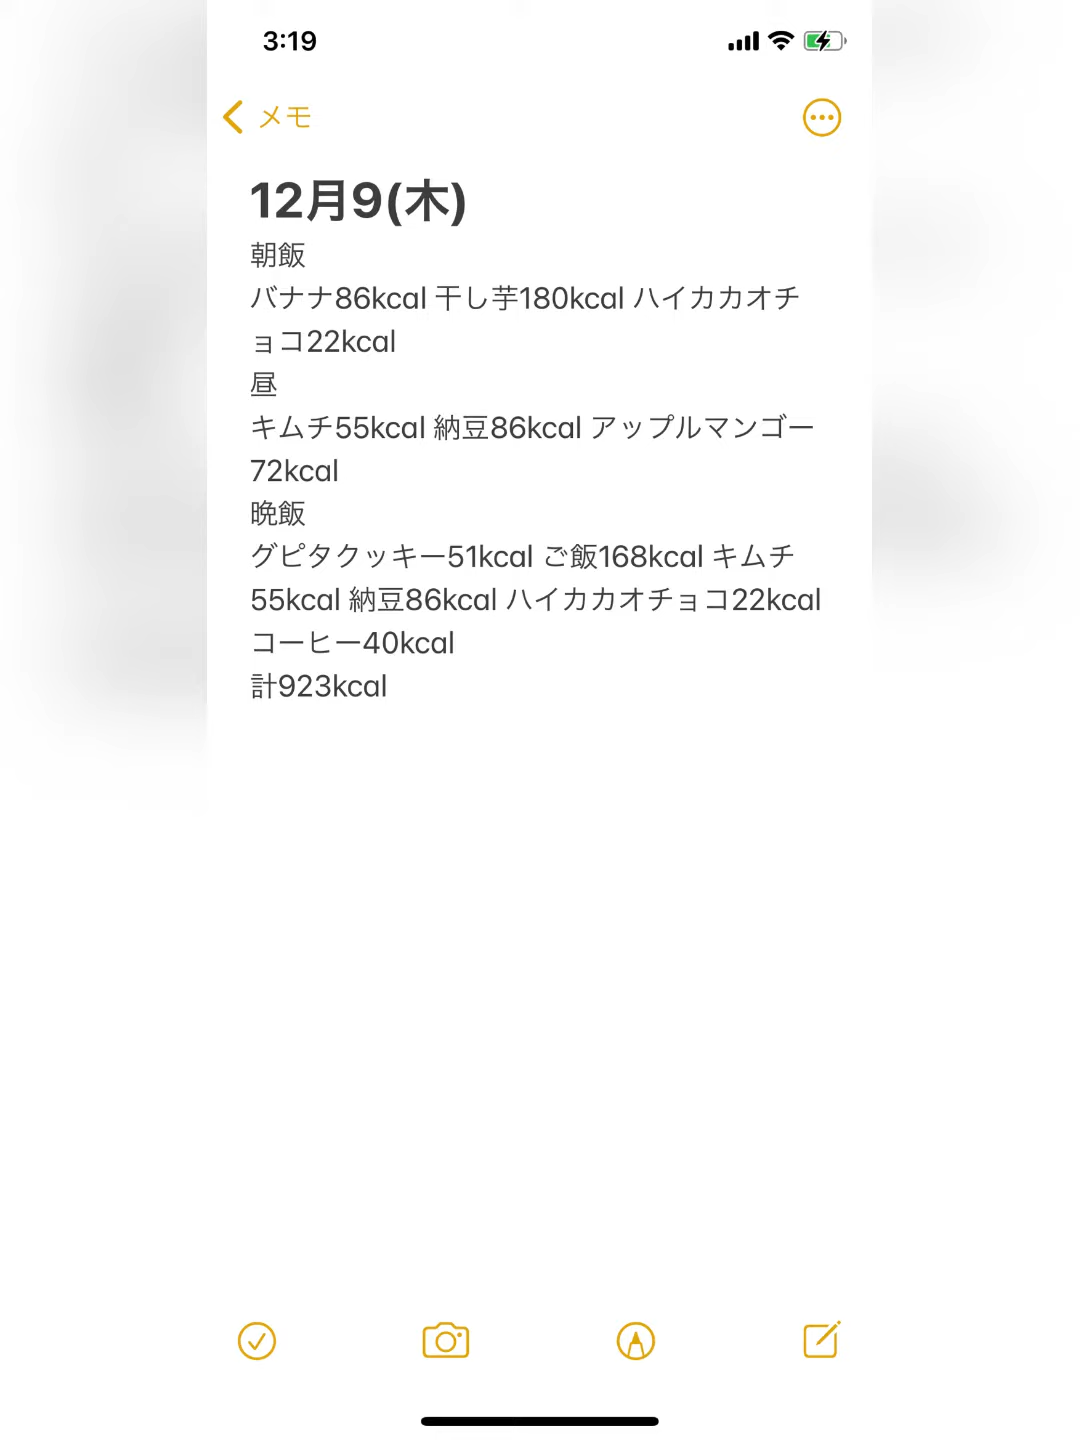 3:19
メモ
12月9(木)
朝飯
バナナ86kcal 干し芋180kcal ハイカカオチ
ョコ22kcal
昼
キムチ55kcal 納豆86kcal アップルマンゴー
72kcal
晩飯
グピタクッキー51kcal ご飯168kcal キムチ
55kcal 納豆86kcal ハイカカオチョコ22kcal
コーヒー40kcal
計923kcal